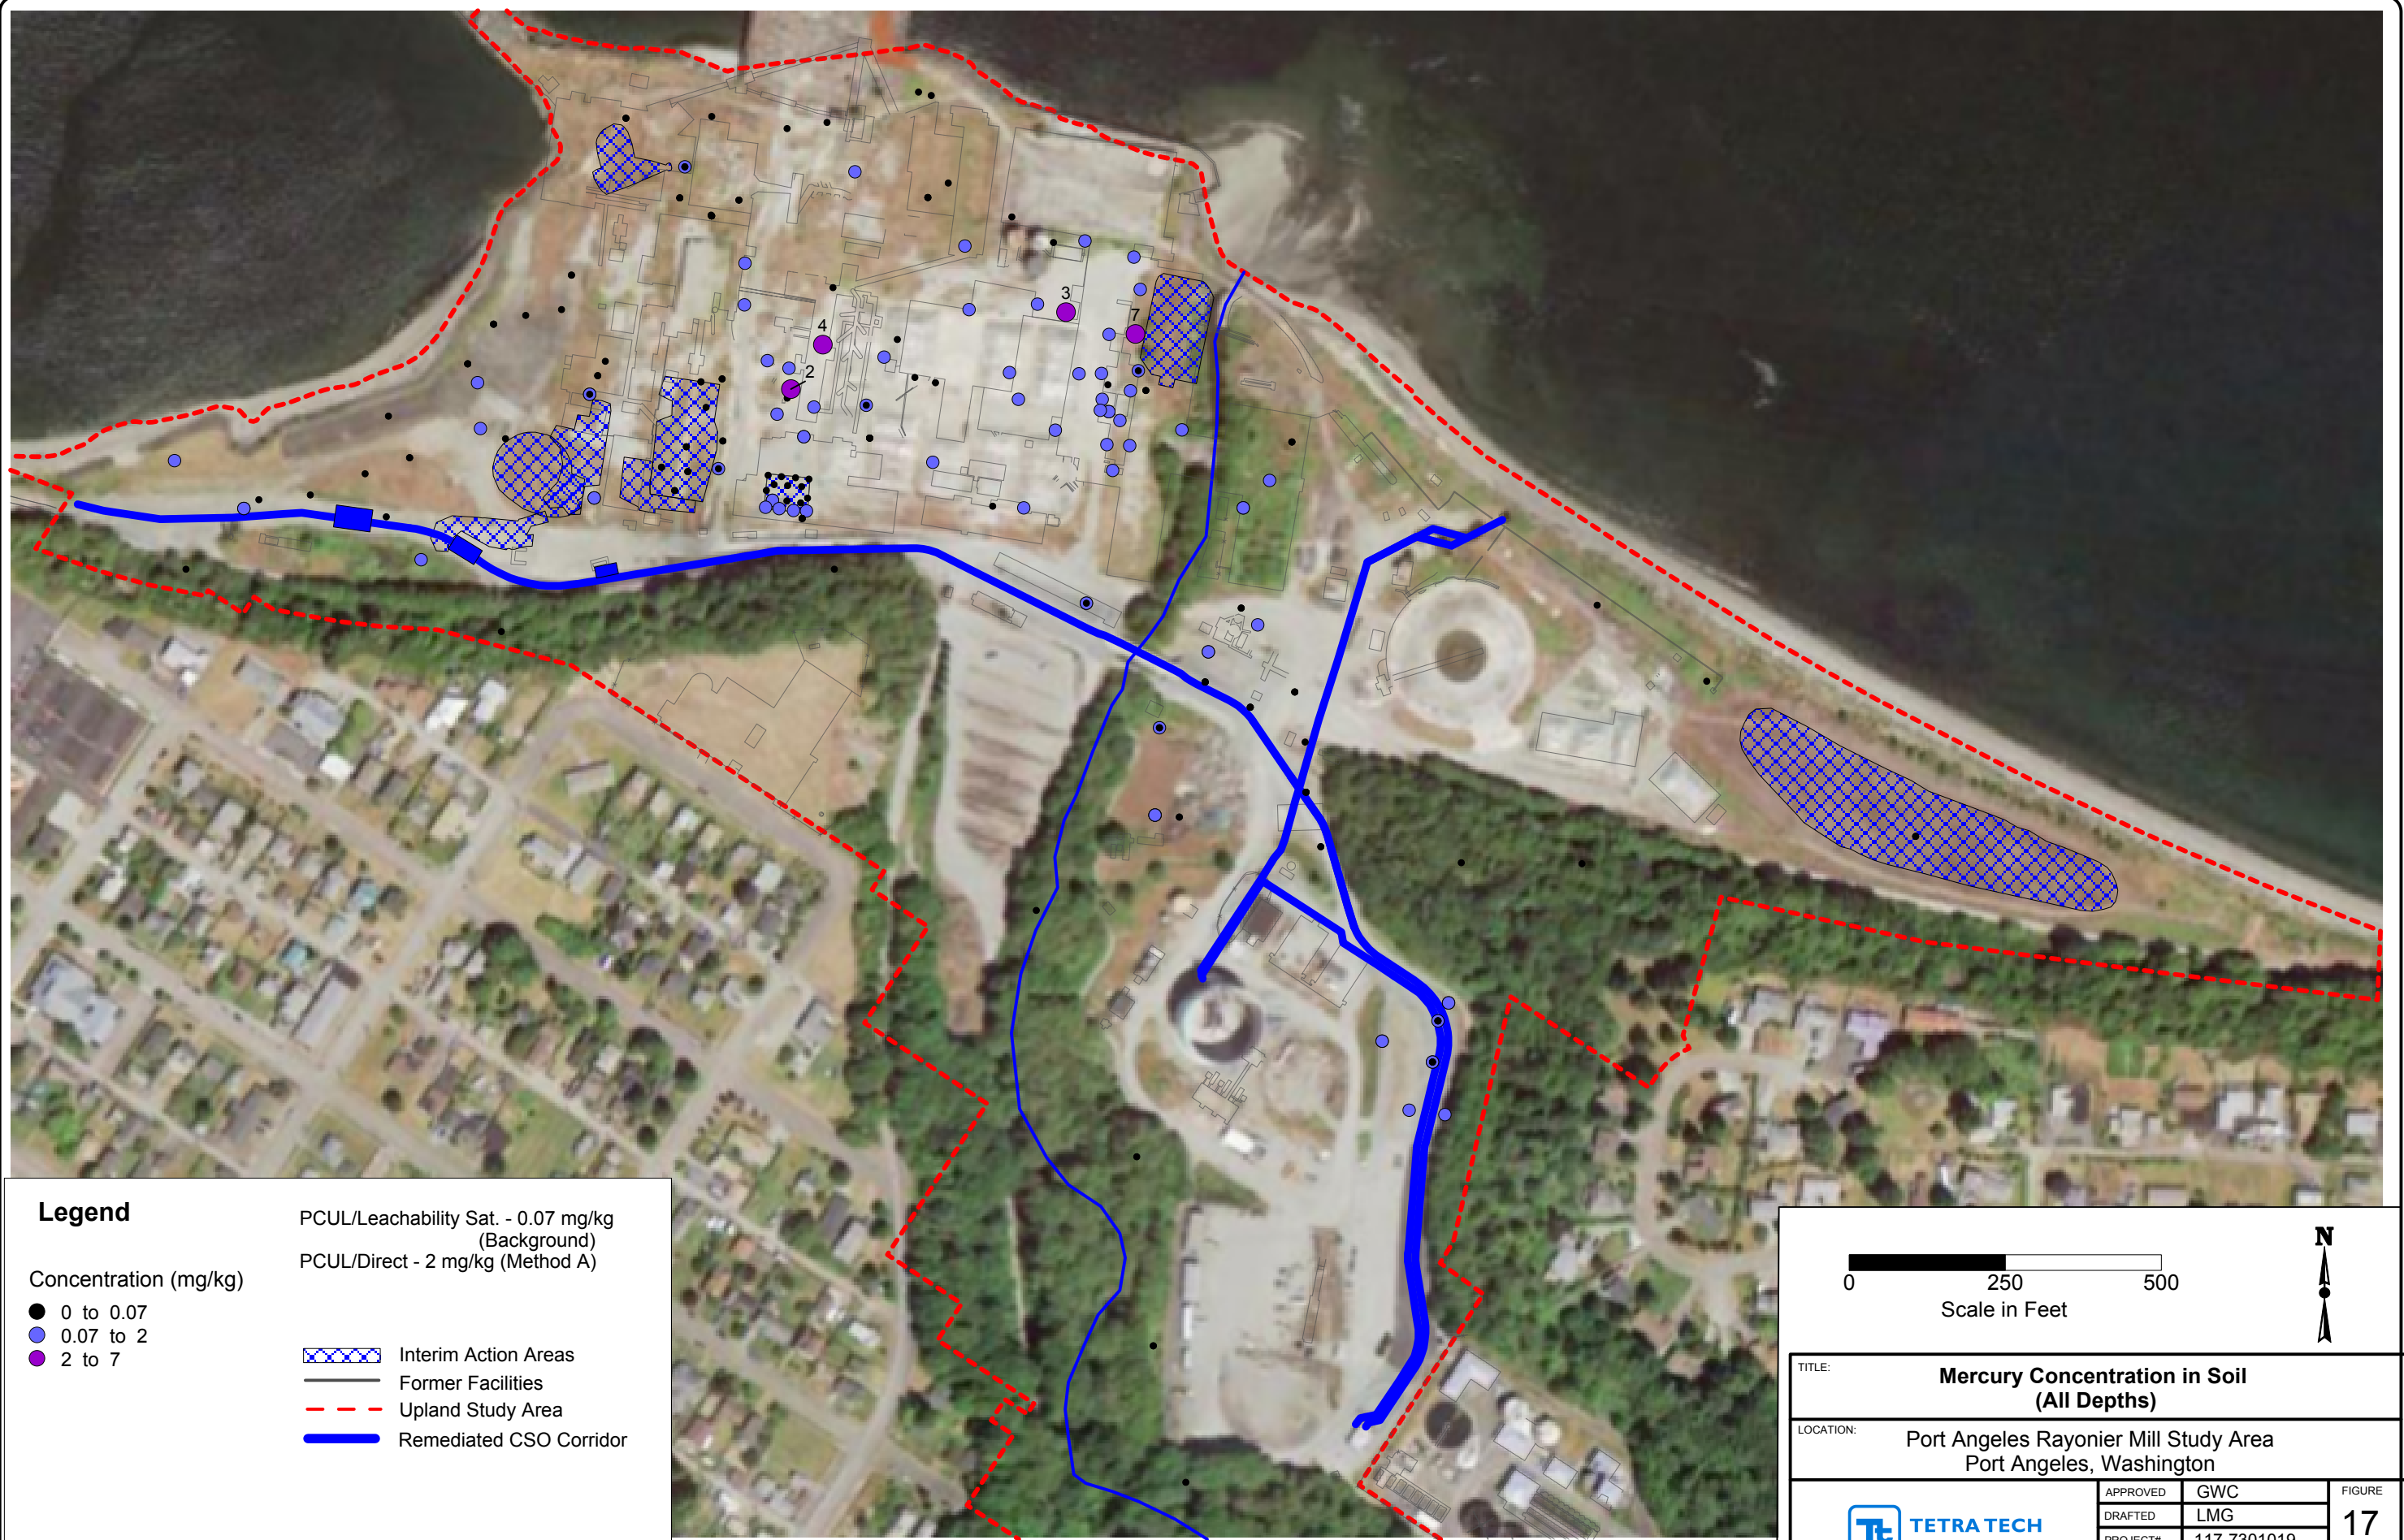 3
7
4
2
Legend
PCUL/Leachability Sat. - 0.07 mg/kg
(Background)
PCUL/Direct - 2 mg/kg (Method A)
Concentration (mg/kg)
0 to 0.07
0.07 to 2
2 to 7
Interim Action Areas
Former Facilities
Upland Study Area
Remediated CSO Corridor
N
0 250 500
Scale in Feet
TITLE:
Mercury Concentration in Soil
(All Depths)
LOCATION:
Port Angeles Rayonier Mill Study Area
Port Angeles, Washington
TETRA TECH
APPROVED GWC
DRAFTED LMG
PROJECT# 117-7301019
FIGURE
17